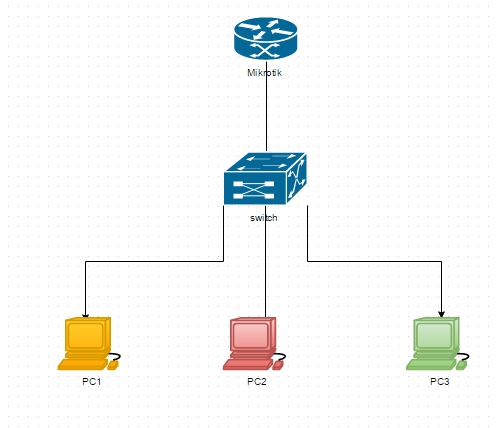 Mikrotik
switch
PC1
PC2
PC3